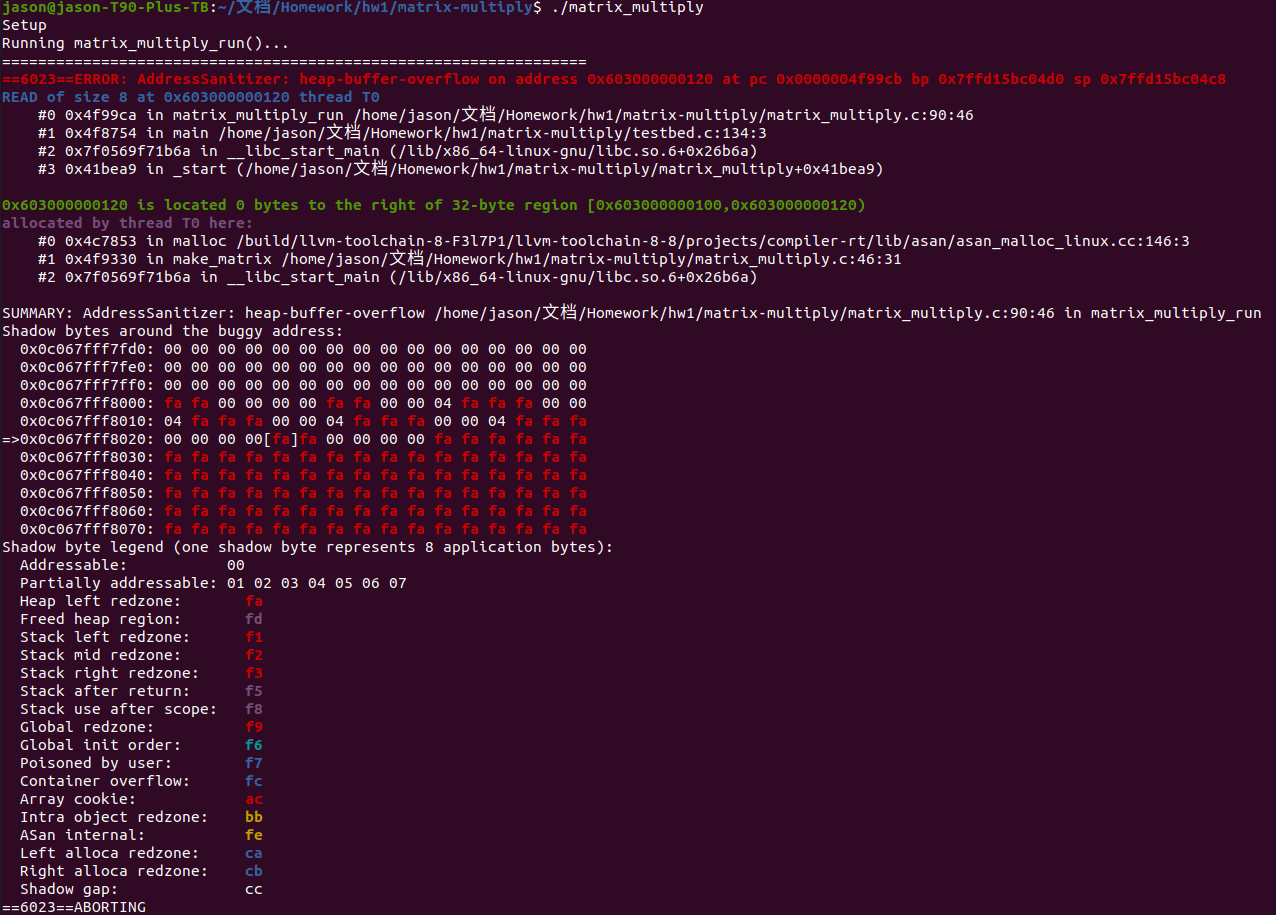 jason@jason-T90-Plus-TB:~/文档/Homework/hw1/matrix-multiply$ ./matrix_multiply
Setup
Running matrix_multiply_run()...
=================================================================
==6023==ERROR: AddressSanitizer: heap-buffer-overflow on address 0x603000000120 at pc 0x0000004f99cb bp 0x7ffd15bc04d0 sp 0x7ffd15bc04c8
READ of size 8 at 0x603000000120 thread T0
    #0 0x4f99ca in matrix_multiply_run /home/jason/文档/Homework/hw1/matrix-multiply/matrix_multiply.c:90:46
    #1 0x4f8754 in main /home/jason/文档/Homework/hw1/matrix-multiply/testbed.c:134:3
    #2 0x7f0569f71b6a in __libc_start_main (/lib/x86_64-linux-gnu/libc.so.6+0x26b6a)
    #3 0x41bea9 in _start (/home/jason/文档/Homework/hw1/matrix-multiply/matrix_multiply+0x41bea9)

0x603000000120 is located 0 bytes to the right of 32-byte region [0x603000000100,0x603000000120)
allocated by thread T0 here:
    #0 0x4c7853 in malloc /build/llvm-toolchain-8-F3l7P1/llvm-toolchain-8-8/projects/compiler-rt/lib/asan/asan_malloc_linux.cc:146:3
    #1 0x4f9330 in make_matrix /home/jason/文档/Homework/hw1/matrix-multiply/matrix_multiply.c:46:31
    #2 0x7f0569f71b6a in __libc_start_main (/lib/x86_64-linux-gnu/libc.so.6+0x26b6a)

SUMMARY: AddressSanitizer: heap-buffer-overflow /home/jason/文档/Homework/hw1/matrix-multiply/matrix_multiply.c:90:46 in matrix_multiply_run
Shadow bytes around the buggy address:
  0x0c067fff7fd0: 00 00 00 00 00 00 00 00 00 00 00 00 00 00 00 00
  0x0c067fff7fe0: 00 00 00 00 00 00 00 00 00 00 00 00 00 00 00 00
  0x0c067fff7ff0: 00 00 00 00 00 00 00 00 00 00 00 00 00 00 00 00
  0x0c067fff8000: fa fa 00 00 00 00 fa fa 00 00 04 fa fa fa 00 00
  0x0c067fff8010: 04 fa fa fa 00 00 04 fa fa fa 00 00 04 fa fa fa
=>0x0c067fff8020: 00 00 00 00[fa]fa 00 00 00 00 fa fa fa fa fa fa
  0x0c067fff8030: fa fa fa fa fa fa fa fa fa fa fa fa fa fa fa fa
  0x0c067fff8040: fa fa fa fa fa fa fa fa fa fa fa fa fa fa fa fa
  0x0c067fff8050: fa fa fa fa fa fa fa fa fa fa fa fa fa fa fa fa
  0x0c067fff8060: fa fa fa fa fa fa fa fa fa fa fa fa fa fa fa fa
  0x0c067fff8070: fa fa fa fa fa fa fa fa fa fa fa fa fa fa fa fa
Shadow byte legend (one shadow byte represents 8 application bytes):
  Addressable:           00
  Partially addressable: 01 02 03 04 05 06 07
  Heap left redzone:       fa
  Freed heap region:       fd
  Stack left redzone:      f1
  Stack mid redzone:       f2
  Stack right redzone:     f3
  Stack after return:      f5
  Stack use after scope:   f8
  Global redzone:          f9
  Global init order:       f6
  Poisoned by user:        f7
  Container overflow:      fc
  Array cookie:            ac
  Intra object redzone:    bb
  ASan internal:           fe
  Left alloca redzone:     ca
  Right alloca redzone:    cb
  Shadow gap:              cc
==6023==ABORTING